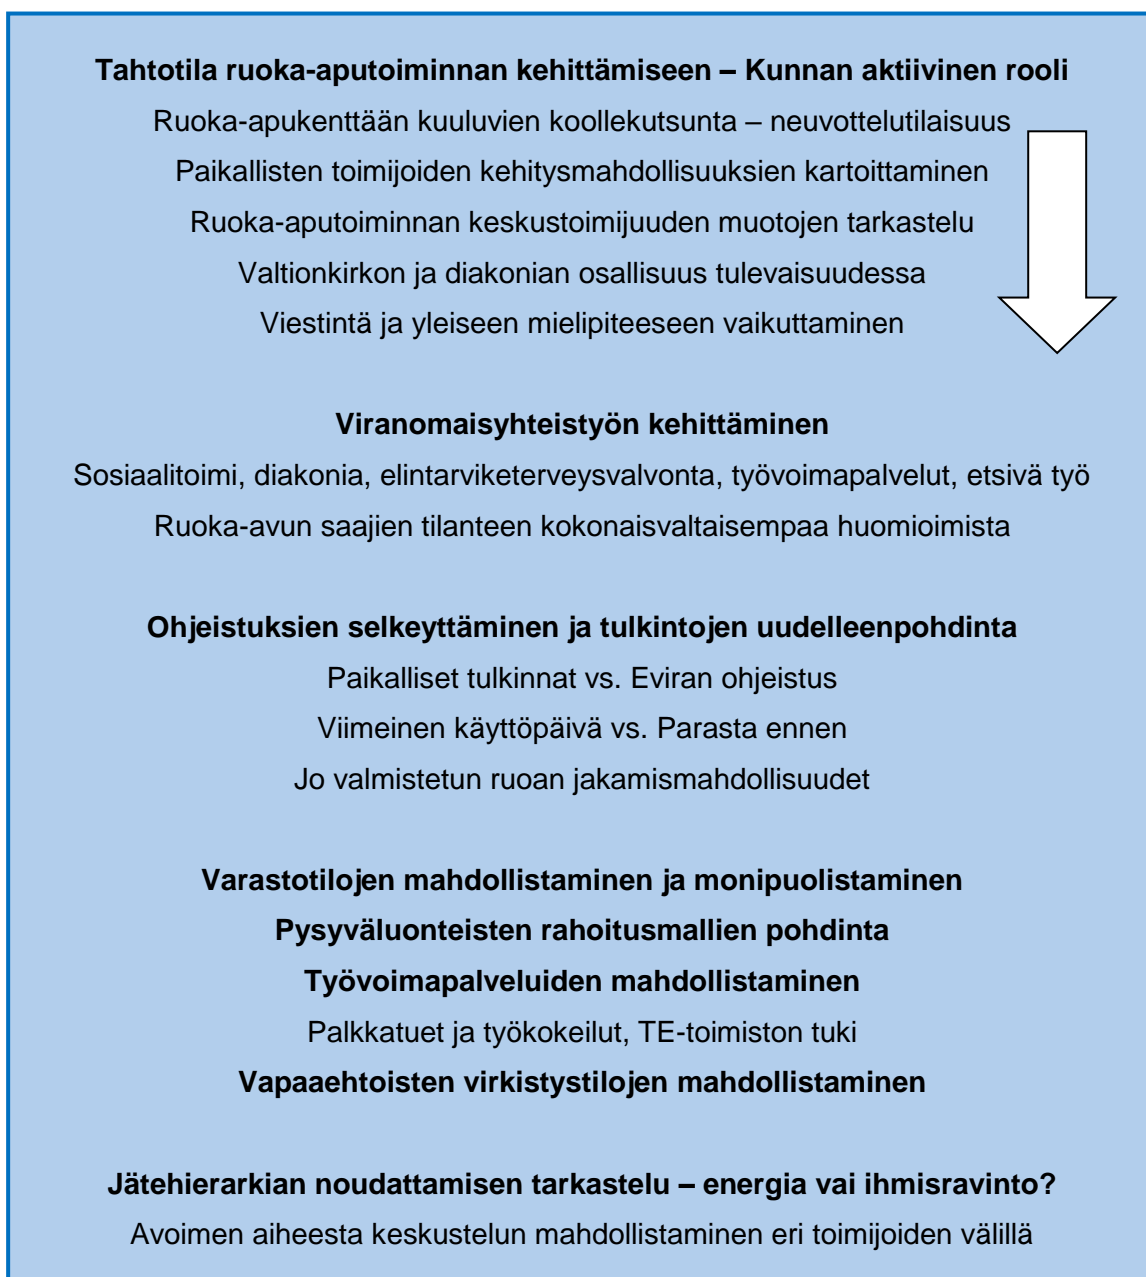 Tahtotila ruoka-aputoiminnan kehittämiseen – Kunnan aktiivinen rooli
Ruoka-apukenttään kuuluvien koollekutsunta – neuvottelutilaisuus
Paikallisten toimijoiden kehitysmahdollisuuksien kartoittaminen
Ruoka-aputoiminnan keskustoimijuuden muotojen tarkastelu
Valtionkirkon ja diakonian osallisuus tulevaisuudessa
Viestintä ja yleiseen mielipiteeseen vaikuttaminen
Viranomaisyhteistyön kehittäminen
Sosiaalitoimi, diakonia, elintarviketerveysvalvonta, työvoimapalvelut, etsivä työ
Ruoka-avun saajien tilanteen kokonaisvaltaisempaa huomioimista
Ohjeistuksien selkeyttäminen ja tulkintojen uudelleenpohdinta
Paikalliset tulkinnat vs. Eviran ohjeistus
Viimeinen käyttöpäivä vs. Parasta ennen
Jo valmistetun ruoan jakamismahdollisuudet
Varastotilojen mahdollistaminen ja monipuolistaminen
Pysyväluonteisten rahoitusmallien pohdinta
Työvoimapalveluiden mahdollistaminen
Palkkatuet ja työkokeilut, TE-toimiston tuki
Vapaaehtoisten virkistystilojen mahdollistaminen
Jätehierarkian noudattamisen tarkastelu – energia vai ihmisravinto?
Avoimen aiheesta keskustelun mahdollistaminen eri toimijoiden välillä